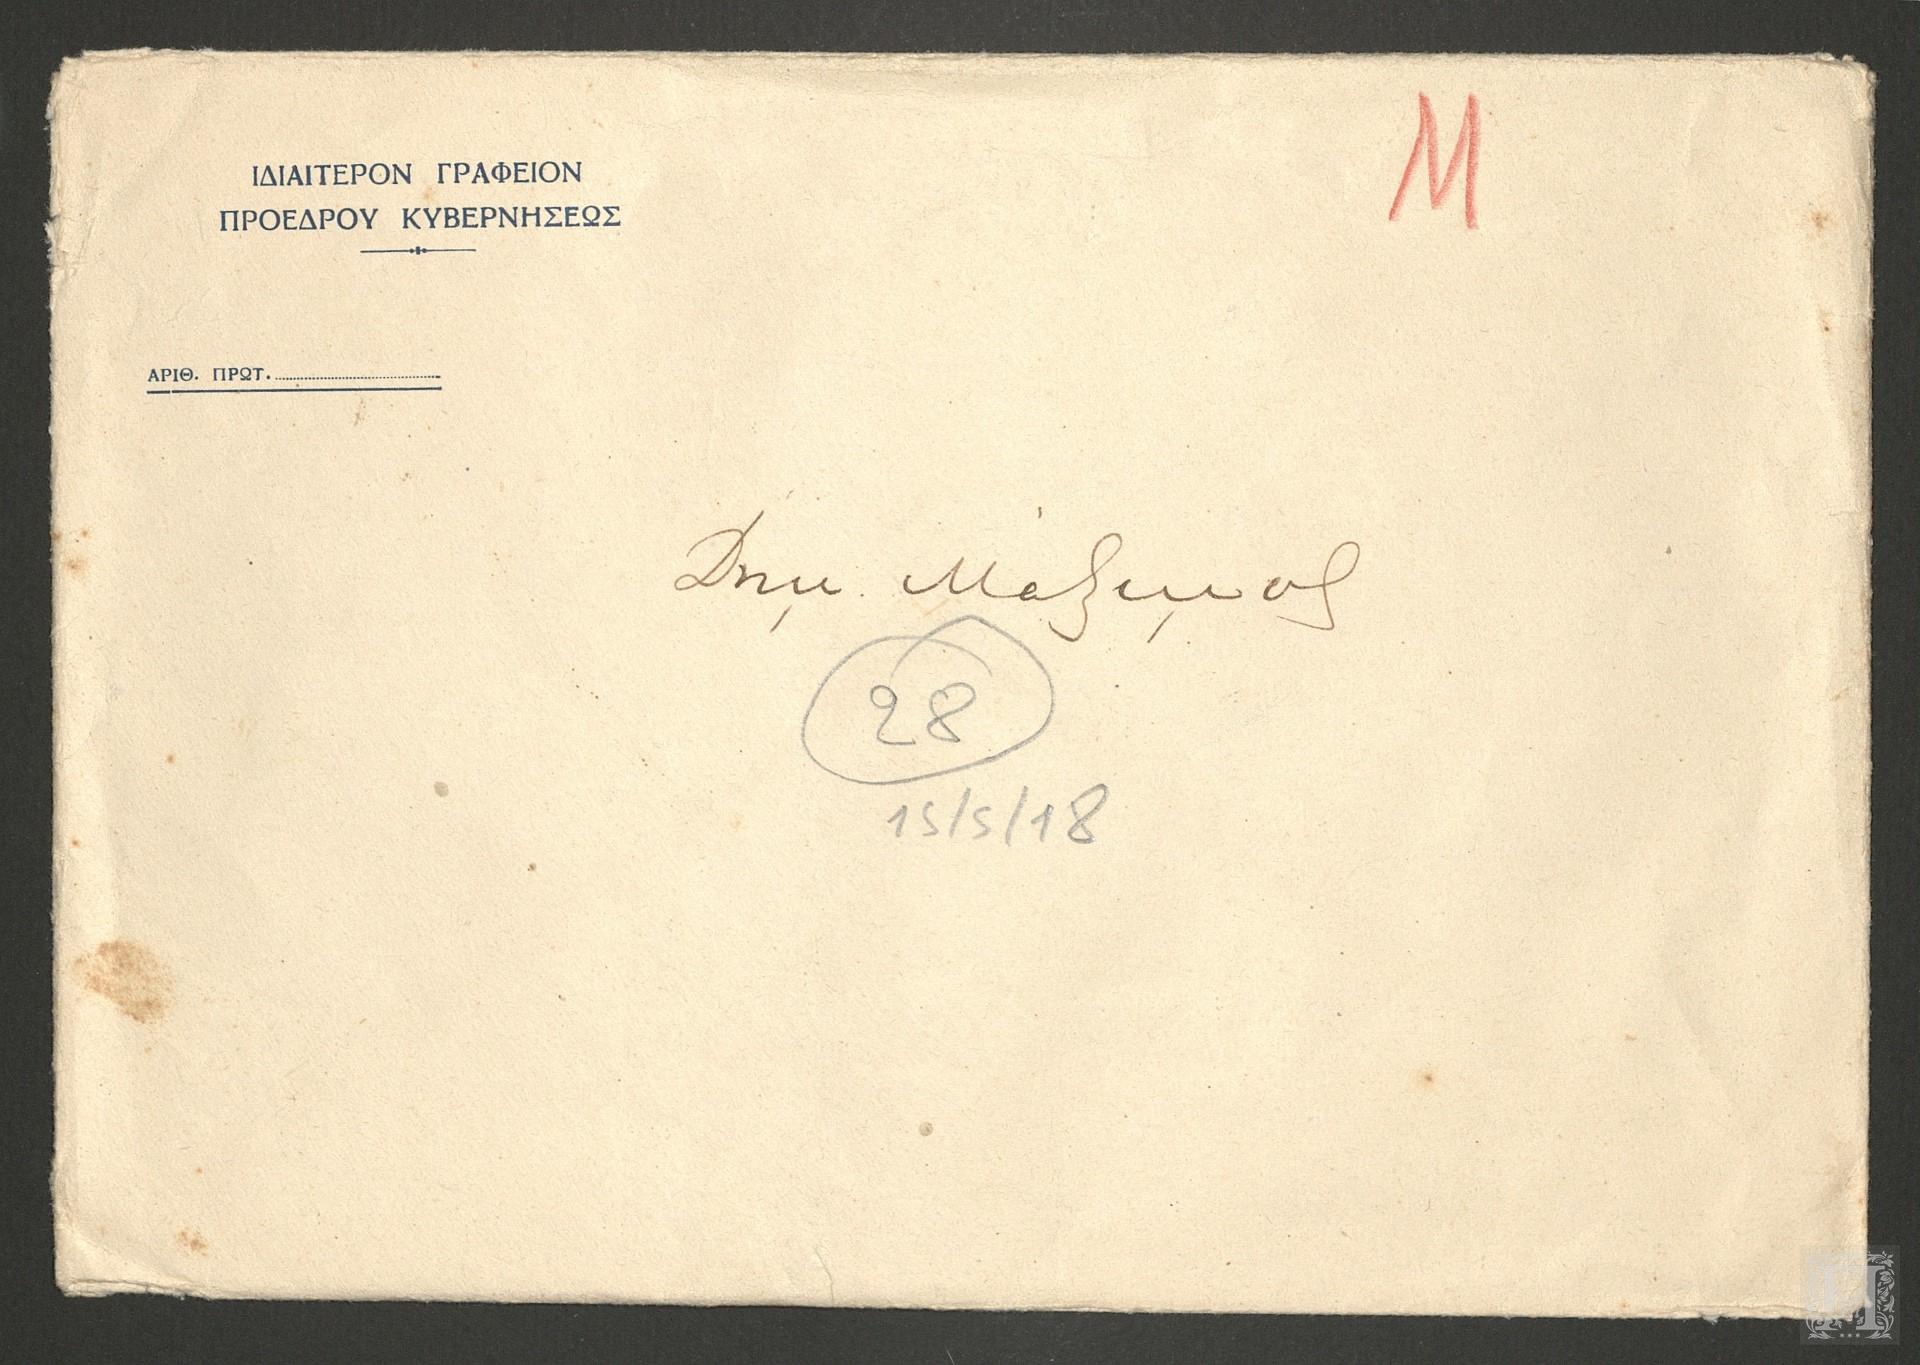 ΙΔΙΑΙΤΕΡΟΝ ΓΡΑΦΕΙΟΝ
ΠΡΟΕΔΡΟΥ ΚΥΒΕΡΝΗΣΕΩΣ
Μ
ΑΡΙΘ. ΠΡΩΤ.
Δημ. Μάξιμος
28
15/5/18